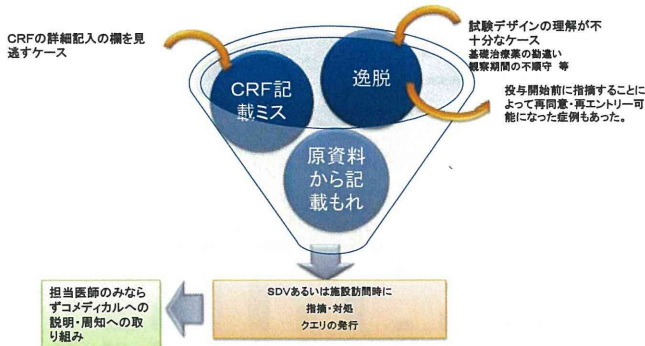 CRFの詳細記入の欄を見
逃すケース
試験デザインの理解が不
十分なケース
基礎治療薬の勘違い
観察期間の不順守 等
投与開始前に指摘することに
よって再同意・再エントリー可
能になった症例もあった。
CRF記
載ミス
逸脱
原資料
から記
載もれ
SDVあるいは施設訪問時に
指摘・対処
クエリの発行
担当医師のみなら
ずコメディカルへの
説明・周知への取
り組み